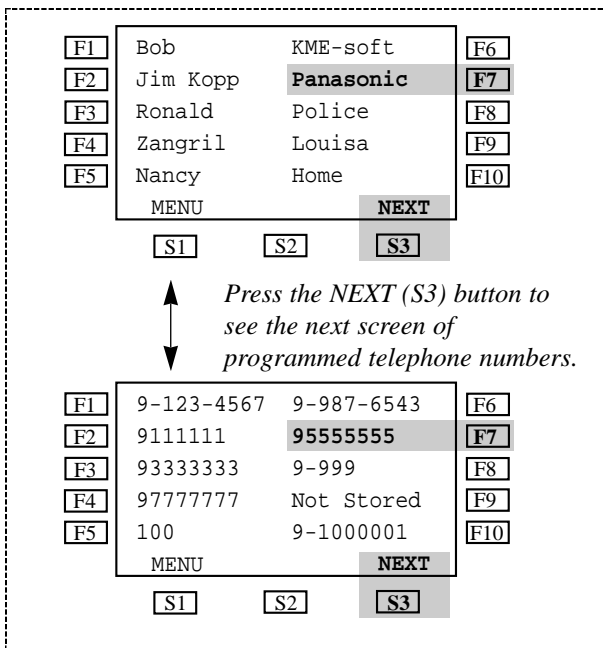 F1 Bob KME-soft F6
F2 Jim Kopp Panasonic F7
F3 Ronald Police F8
F4 Zangril Louisa F9
F5 Nancy Home F10
MENU NEXT
S1 S2 S3
Press the NEXT (S3) button to
see the next screen of
programmed telephone numbers.
F1 9-123-4567 9-987-6543 F6
F2 9111111 95555555 F7
F3 93333333 9-999 F8
F4 97777777 Not Stored F9
F5 100 9-1000001 F10
MENU NEXT
S1 S2 S3